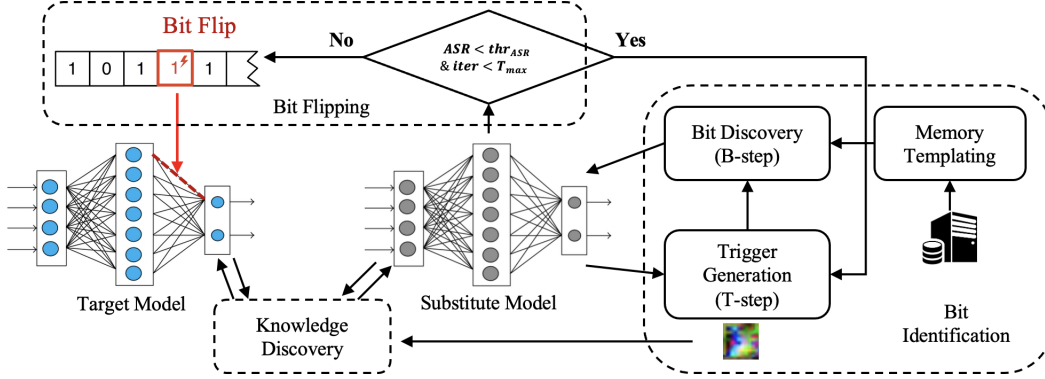 Bit Flip
No
ASR < thr_ASR
& iter < T_max
Yes
1 0 1 1 1
Bit Flipping
Bit Discovery
(B-step)
Memory
Templating
Trigger
Generation
(T-step)
Target Model
Substitute Model
Knowledge
Discovery
Bit
Identification